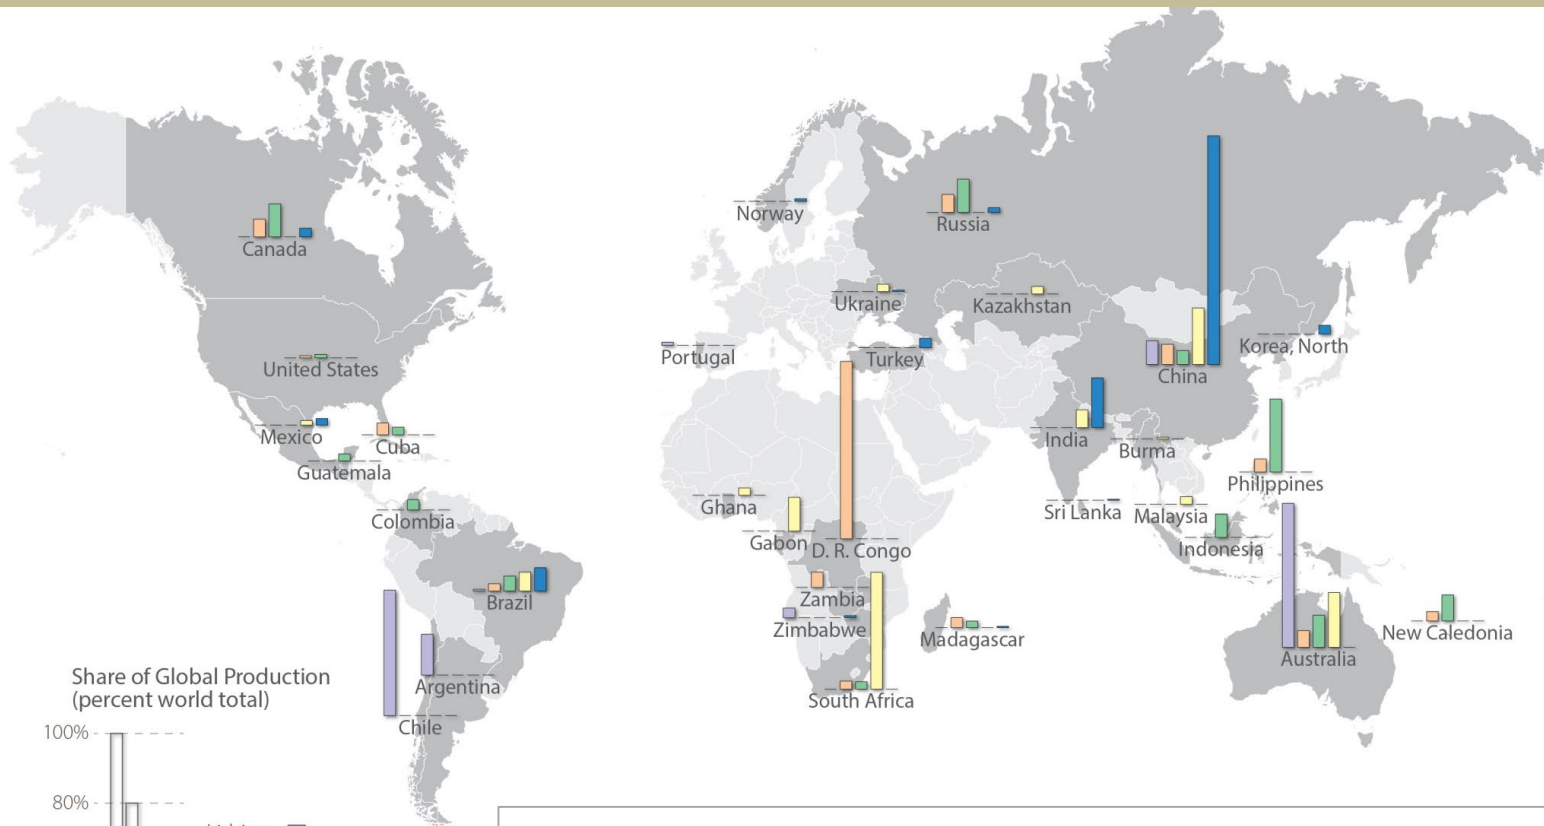 Canada
Norway
Russia
Ukraine
Kazakhstan
Portugal
Turkey
Korea, North
United States
China
Mexico
Cuba
India
Burma
Guatemala
Philippines
Ghana
Sri Lanka
Malaysia
Colombia
Gabon
D. R. Congo
Indonesia
Brazil
Zambia
Zimbabwe
Madagascar
New Caledonia
Australia
Argentina
South Africa
Chile
Share of Global Production
(percent world total)
100%
80%